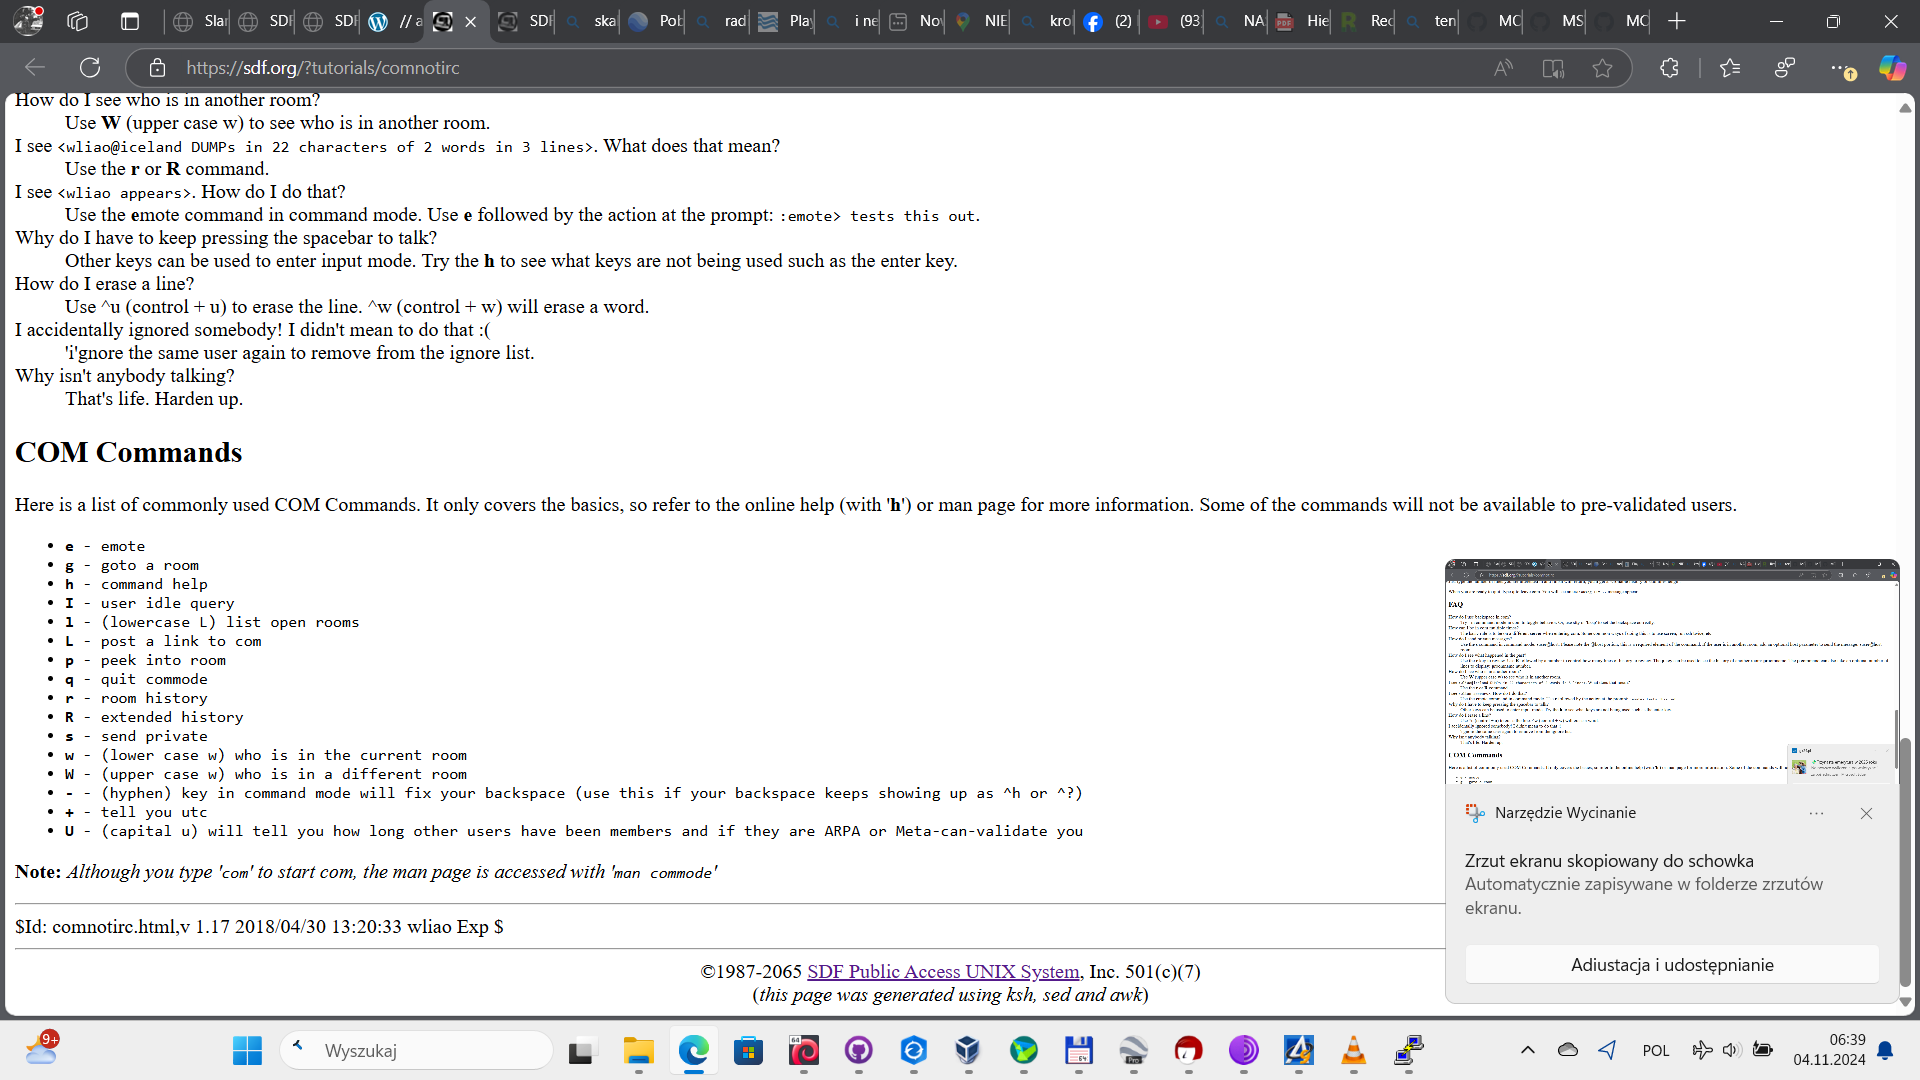 Slar
SDF
SDF
// a
SDF
ska
Pob
rad
Play
i ne
Nov
NIE
kro
(2)
(93
NA
Hie
Rec
ten
MC
MS
MC
https://sdf.org/?tutorials/comnotirc
How do I see who is in another room?
Use W (upper case w) to see who is in another room.
I see <wliao@iceland DUMPs in 22 characters of 2 words in 3 lines>. What does that mean?
Use the r or R command.
I see <wliao appears>. How do I do that?
Use the emote command in command mode. Use e followed by the action at the prompt: :emote> tests this out.
Why do I have to keep pressing the spacebar to talk?
Other keys can be used to enter input mode. Try the h to see what keys are not being used such as the enter key.
How do I erase a line?
Use ^u (control + u) to erase the line. ^w (control + w) will erase a word.
I accidentally ignored somebody! I didn't mean to do that :(
'i'gnore the same user again to remove from the ignore list.
Why isn't anybody talking?
That's life. Harden up.
COM Commands
Here is a list of commonly used COM Commands. It only covers the basics, so refer to the online help (with 'h') or man page for more information. Some of the commands will not be available to pre-validated users.
• e - emote
• g - goto a room
• h - command help
• I - user idle query
• l - (lowercase L) list open rooms
• L - post a link to com
• p - peek into room
• q - quit commode
• r - room history
• R - extended history
• s - send private
• w - (lower case w) who is in the current room
• W - (upper case w) who is in a different room
• - - (hyphen) key in command mode will fix your backspace (use this if your backspace keeps showing up as ^h or ^?)
• + - tell you utc
• U - (capital u) will tell you how long other users have been members and if they are ARPA or Meta-can-validate you
Note: Although you type 'com' to start com, the man page is accessed with 'man commode'
$Id: comnotirc.html,v 1.17 2018/04/30 13:20:33 wliao Exp $
©1987-2065 SDF Public Access UNIX System, Inc. 501(c)(7)
(this page was generated using ksh, sed and awk)
FAQ
COM Commands
Narzędzie Wycinanie
Zrzut ekranu skopiowany do schowka
Automatycznie zapisywane w folderze zrzutów
ekranu.
Adiustacja i udostępnianie
9+
Wyszukaj
64
64
Pro
POL
06:39
04.11.2024